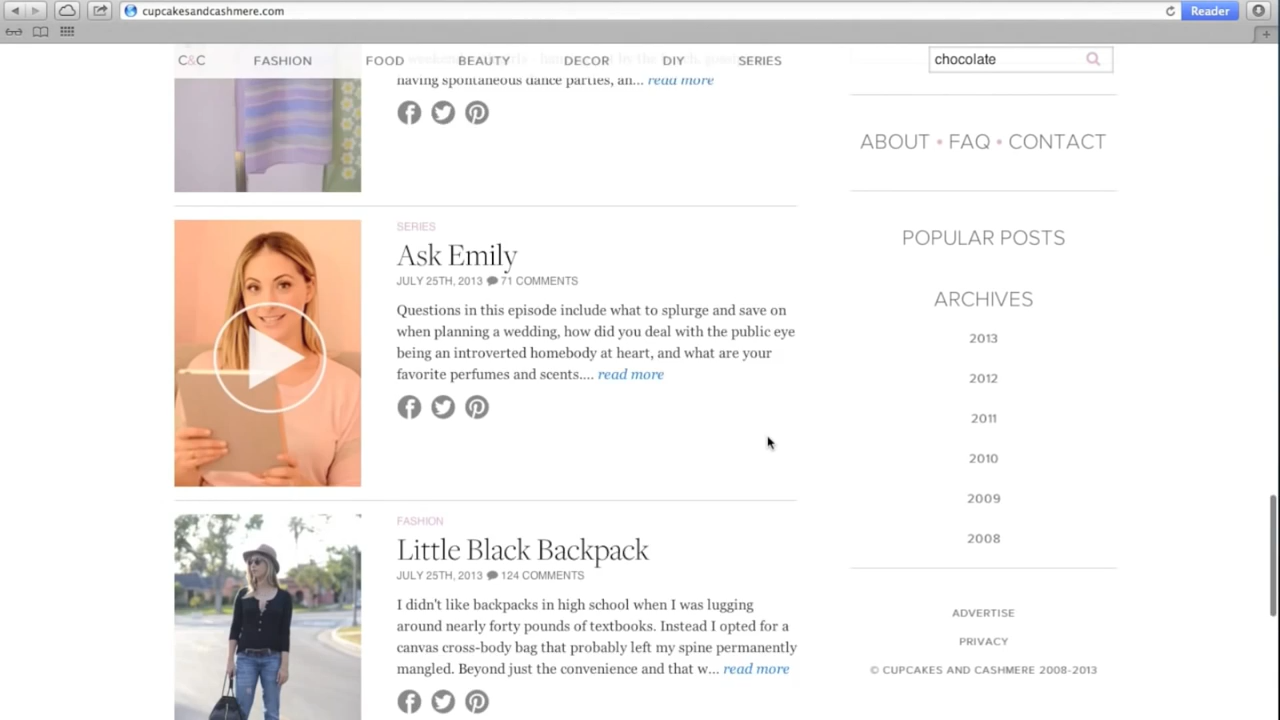 cupcakesandcashmere.com
Reader
C&C FASHION FOOD BEAUTY DECOR DIY SERIES
having spontaneous dance parties, an... read more
SERIES
Ask Emily
JULY 25TH, 2013 71 COMMENTS
Questions in this episode include what to splurge and save on
when planning a wedding, how did you deal with the public eye
being an introverted homebody at heart, and what are your
favorite perfumes and scents.... read more
FASHION
Little Black Backpack
JULY 25TH, 2013 124 COMMENTS
I didn't like backpacks in high school when I was lugging
around nearly forty pounds of textbooks. Instead I opted for a
canvas cross-body bag that probably left my spine permanently
mangled. Beyond just the convenience and that w... read more
chocolate
ABOUT • FAQ • CONTACT
POPULAR POSTS
ARCHIVES
2013
2012
2011
2010
2009
2008
ADVERTISE
PRIVACY
© CUPCAKES AND CASHMERE 2008-2013